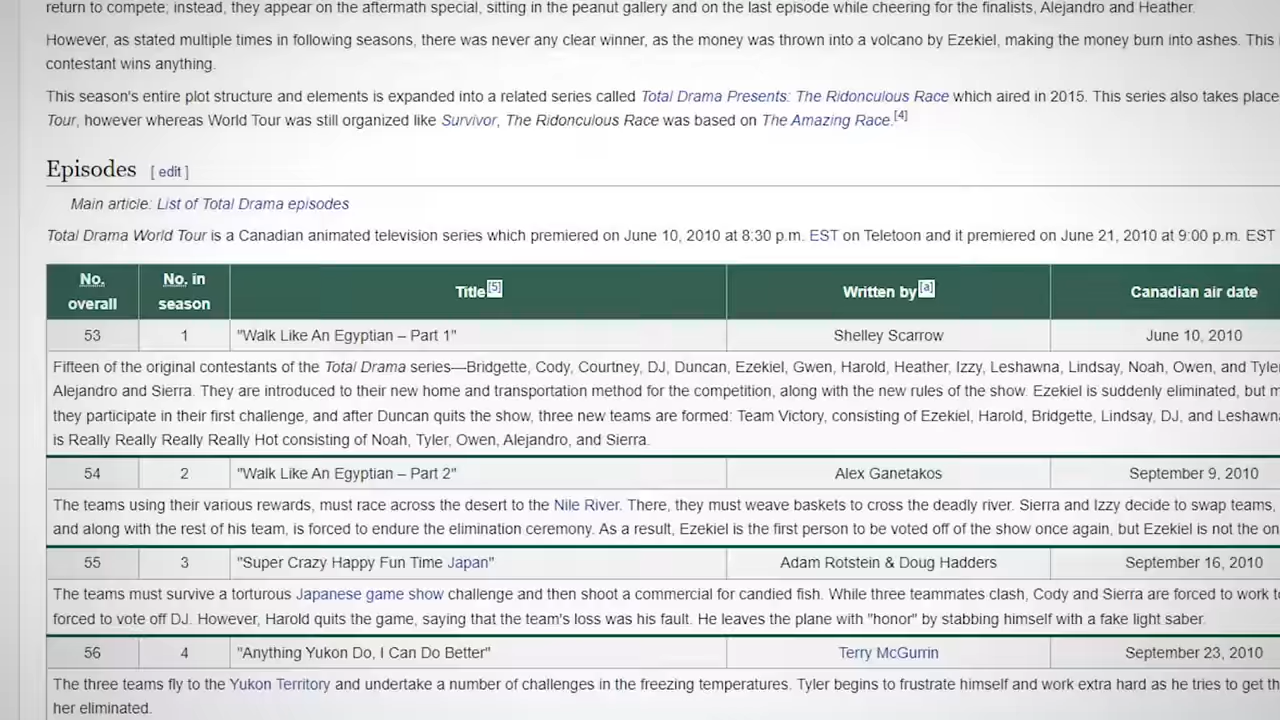 return to compete, instead, they appear on the aftermath special, sitting in the peanut gallery and on the last episode while cheering for the finalists, Alejandro and Heather.
However, as stated multiple times in following seasons, there was never any clear winner, as the money was thrown into a volcano by Ezekiel, making the money burn into ashes. This
contestant wins anything.
This season's entire plot structure and elements is expanded into a related series called Total Drama Presents: The Ridonculous Race which aired in 2015. This series also takes place
Tour, however whereas World Tour was still organized like Survivor, The Ridonculous Race was based on The Amazing Race.[4]
Episodes [ edit ]
Main article: List of Total Drama episodes
Total Drama World Tour is a Canadian animated television series which premiered on June 10, 2010 at 8:30 p.m. EST on Teletoon and it premiered on June 21, 2010 at 9:00 p.m. EST
No. overall No. in season Title[5] Written by[a] Canadian air date
53 1 "Walk Like An Egyptian – Part 1" Shelley Scarrow June 10, 2010
Fifteen of the original contestants of the Total Drama series—Bridgette, Cody, Courtney, DJ, Duncan, Ezekiel, Gwen, Harold, Heather, Izzy, Leshawna, Lindsay, Noah, Owen, and Tyle
Alejandro and Sierra. They are introduced to their new home and transportation method for the competition, along with the new rules of the show. Ezekiel is suddenly eliminated, but
they participate in their first challenge, and after Duncan quits the show, three new teams are formed: Team Victory, consisting of Ezekiel, Harold, Bridgette, Lindsay, DJ, and Leshawn
is Really Really Really Really Hot consisting of Noah, Tyler, Owen, Alejandro, and Sierra.
54 2 "Walk Like An Egyptian – Part 2" Alex Ganetakos September 9, 2010
The teams using their various rewards, must race across the desert to the Nile River. There, they must weave baskets to cross the deadly river. Sierra and Izzy decide to swap teams,
and along with the rest of his team, is forced to endure the elimination ceremony. As a result, Ezekiel is the first person to be voted off of the show once again, but Ezekiel is not the on
55 3 "Super Crazy Happy Fun Time Japan" Adam Rotstein & Doug Hadders September 16, 2010
The teams must survive a torturous Japanese game show challenge and then shoot a commercial for candied fish. While three teammates clash, Cody and Sierra are forced to work t
forced to vote off DJ. However, Harold quits the game, saying that the team's loss was his fault. He leaves the plane with "honor" by stabbing himself with a fake light saber.
56 4 "Anything Yukon Do, I Can Do Better" Terry McGurrin September 23, 2010
The three teams fly to the Yukon Territory and undertake a number of challenges in the freezing temperatures. Tyler begins to frustrate himself and work extra hard as he tries to get th
her eliminated.